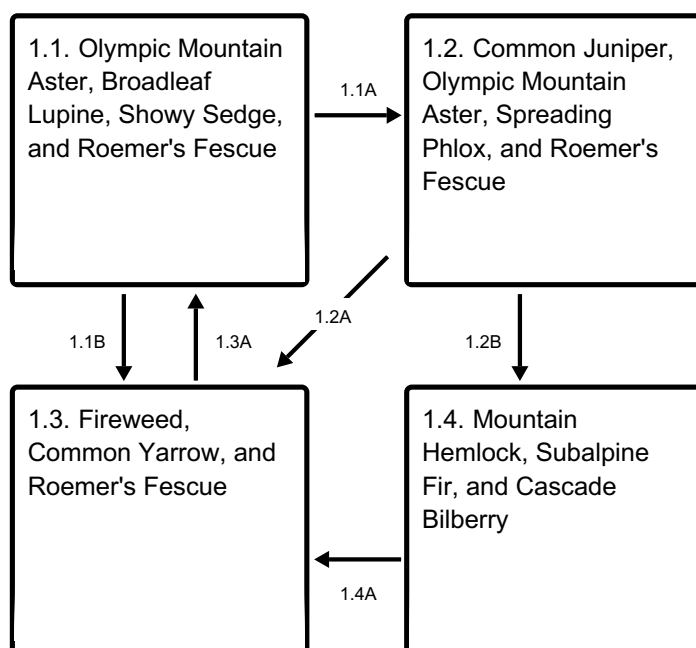 1.1. Olympic Mountain
Aster, Broadleaf
Lupine, Showy Sedge,
and Roemer's Fescue
1.1A
1.2. Common Juniper,
Olympic Mountain
Aster, Spreading
Phlox, and Roemer's
Fescue
1.1B
1.3A
1.2A
1.2B
1.3. Fireweed,
Common Yarrow, and
Roemer's Fescue
1.4A
1.4. Mountain
Hemlock, Subalpine
Fir, and Cascade
Bilberry